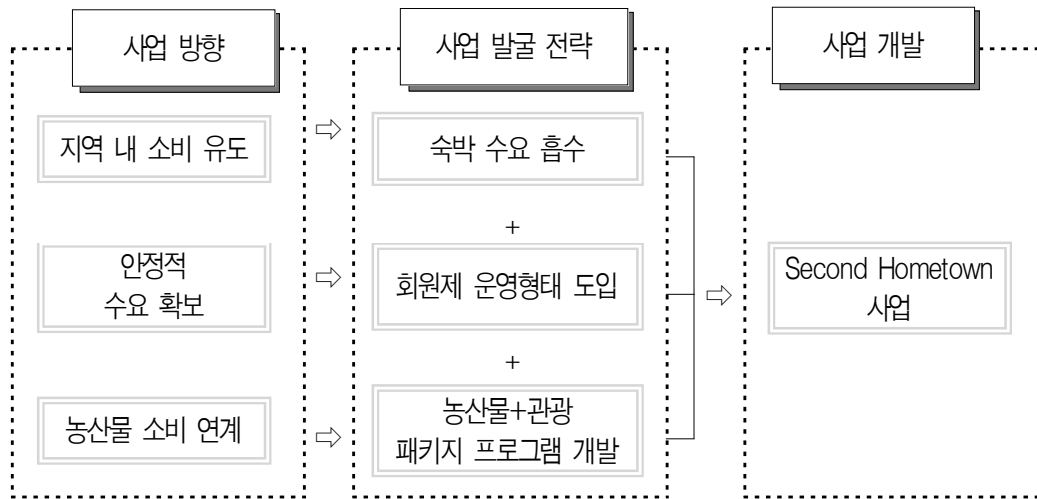 사업 방향
사업 발굴 전략
사업 개발
지역 내 소비 유도
⇨
숙박 수요 흡수
+
안정적
수요 확보
⇨
회원제 운영형태 도입
⇨
Second Hometown
사업
+
농산물 소비 연계
⇨
농산물+관광
패키지 프로그램 개발